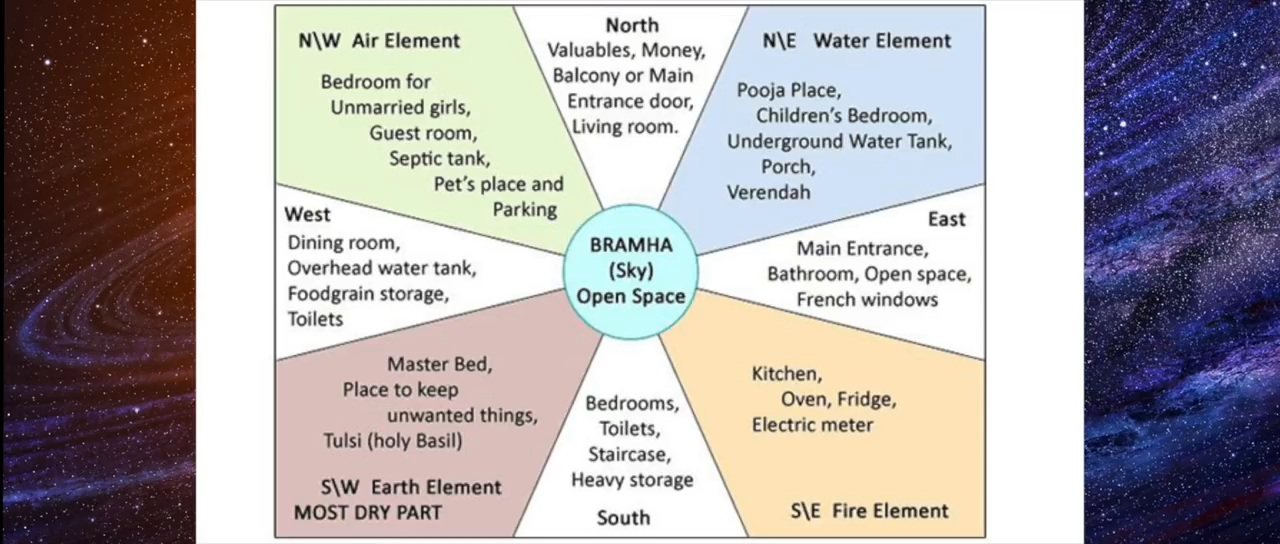 N\W Air Element
Bedroom for
Unmarried girls,
Guest room,
Septic tank,
Pet's place and
Parking
North
Valuables, Money,
Balcony or Main
Entrance door,
Living room.
N\E Water Element
Pooja Place,
Children's Bedroom,
Underground Water Tank,
Porch,
Verendah
West
Dining room,
Overhead water tank,
Foodgrain storage,
Toilets
BRAMHA
(Sky)
Open Space
East
Main Entrance,
Bathroom, Open space,
French windows
Master Bed,
Place to keep
unwanted things,
Tulsi (holy Basil)
S\W Earth Element
MOST DRY PART
Bedrooms,
Toilets,
Staircase,
Heavy storage
South
Kitchen,
Oven, Fridge,
Electric meter
S\E Fire Element